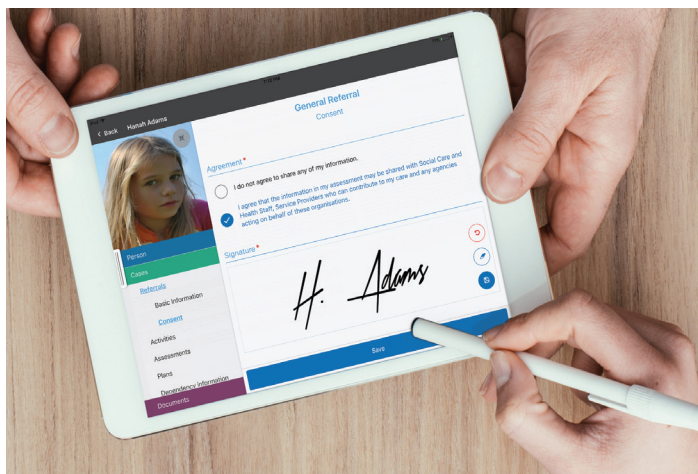 < Back Hanah Adams
General Referral
Consent
Agreement *
I do not agree to share any of my information.
I agree that the information in my assessment may be shared with Social Care and
Health Staff, Service Providers who can contribute to my care and any agencies
acting on behalf of these organisations.
Signature *
H. Adams
Save
Person
Cases
Referrals
Basic Information
Consent
Activities
Assessments
Plans
Dependency Information
Documents